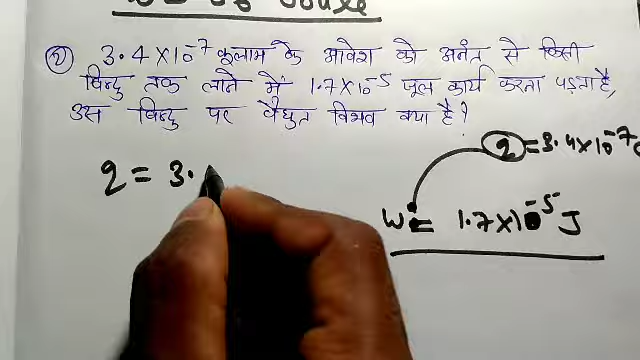 ② 3.4×10⁻⁷ कूलाम के आवेश को अनंत से किसी
बिन्दु तक लाने में 1.7×10⁻⁵ जूल कार्य करना पड़ता है,
उस बिन्दु पर वैद्युत विभव क्या है?
q = 3.4×10⁻⁷ C
q = 3.
W = 1.7×10⁻⁵ J